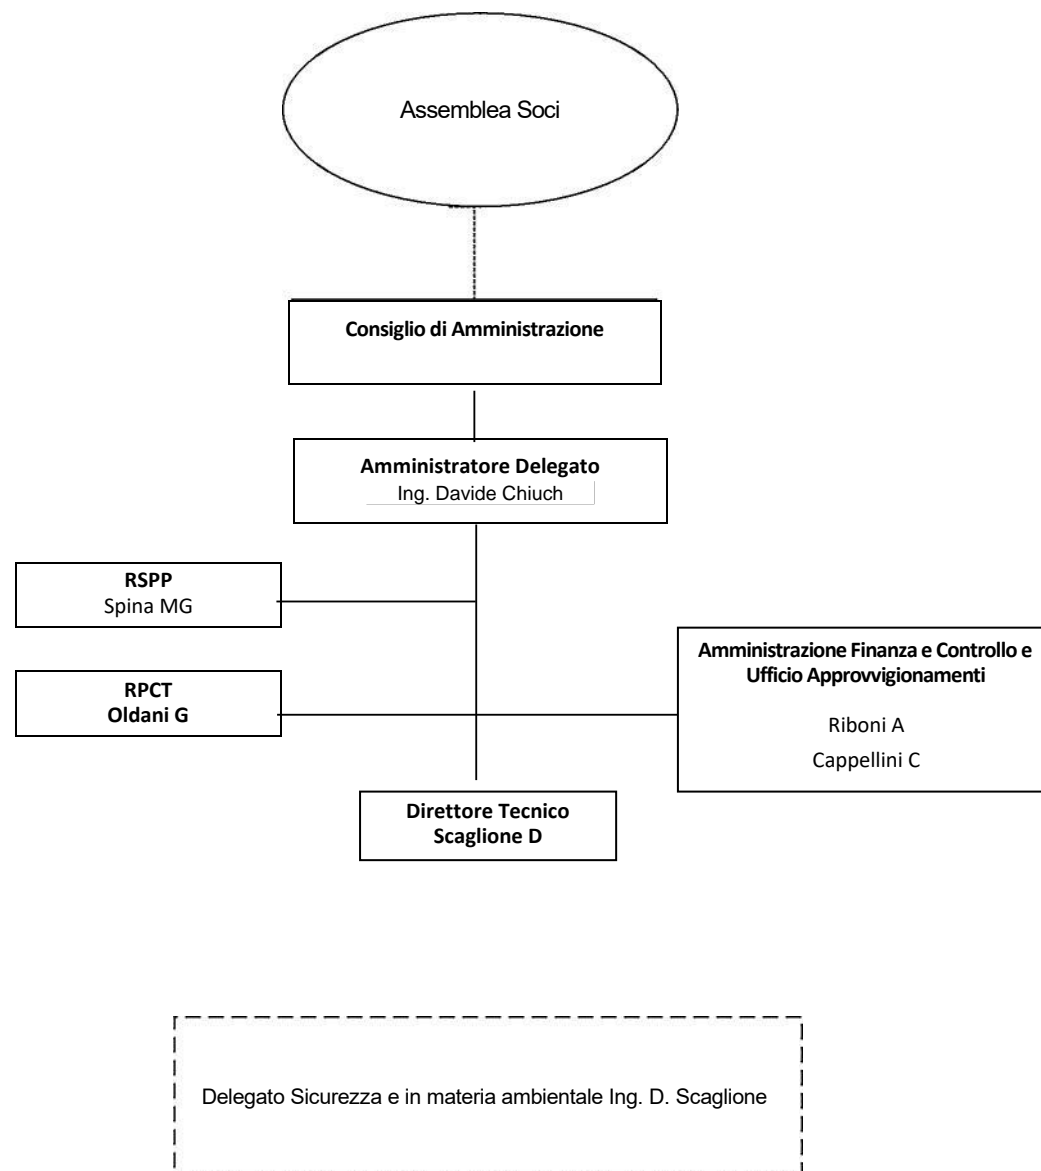 Assemblea Soci
Consiglio di Amministrazione
Amministratore Delegato
Ing. Davide Chiuch
RSPP
Spina MG
RPCT
Oldani G
Amministrazione Finanza e Controllo e
Ufficio Approvvigionamenti
Riboni A
Cappellini C
Direttore Tecnico
Scaglione D
Delegato Sicurezza e in materia ambientale Ing. D. Scaglione